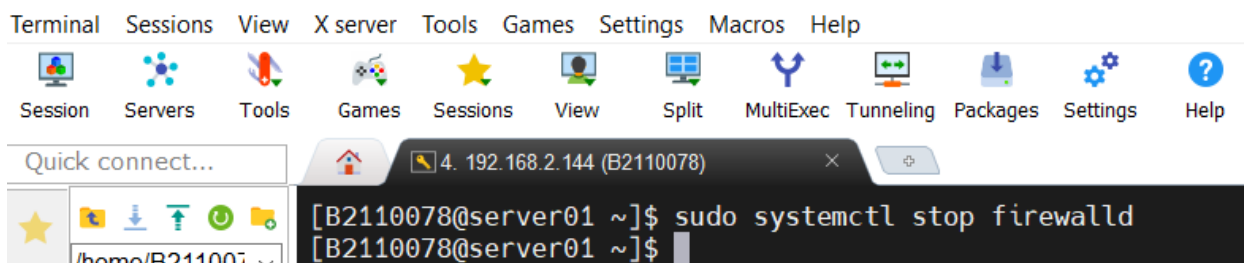 Terminal Sessions View X server Tools Games Settings Macros Help
Session Servers Tools Games Sessions View Split MultiExec Tunneling Packages Settings Help
Quick connect... 4. 192.168.2.144 (B2110078)
[B2110078@server01 ~]$ sudo systemctl stop firewalld
[B2110078@server01 ~]$